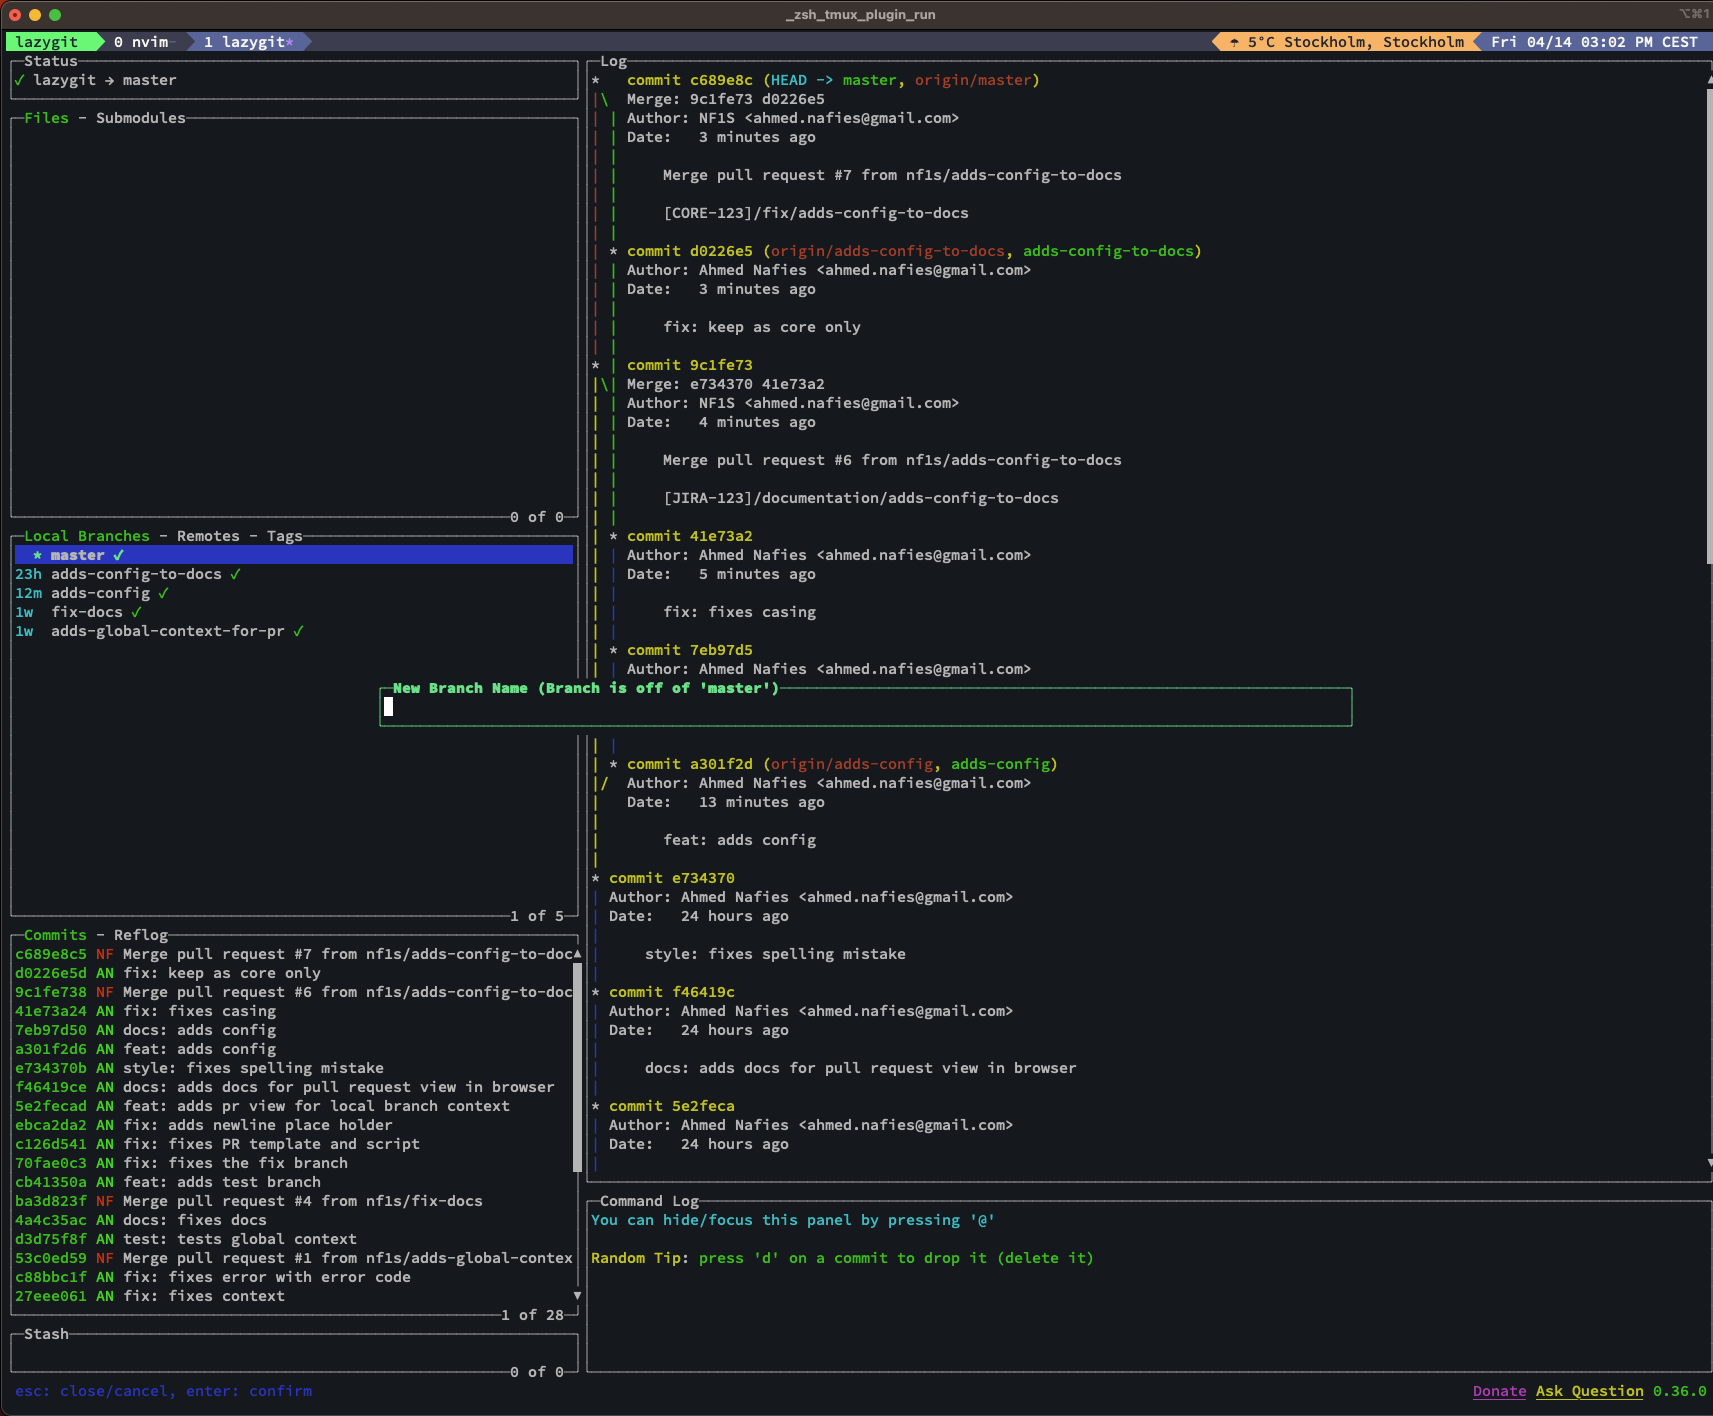 _zsh_tmux_plugin_run
⌥⌘1
lazygit 0 nvim- 1 lazygit* ☂ 5°C Stockholm, Stockholm Fri 04/14 03:02 PM CEST
Status
✓ lazygit → master
Files - Submodules
0 of 0
Local Branches - Remotes - Tags
* master ✓
23h adds-config-to-docs ✓
12m adds-config ✓
1w fix-docs ✓
1w adds-global-context-for-pr ✓
1 of 5
Commits - Reflog
c689e8c5 NF Merge pull request #7 from nf1s/adds-config-to-doc
d0226e5d AN fix: keep as core only
9c1fe738 NF Merge pull request #6 from nf1s/adds-config-to-doc
41e73a24 AN fix: fixes casing
7eb97d50 AN docs: adds config
a301f2d6 AN feat: adds config
e734370b AN style: fixes spelling mistake
f46419ce AN docs: adds docs for pull request view in browser
5e2fecad AN feat: adds pr view for local branch context
ebca2da2 AN fix: adds newline place holder
c126d541 AN fix: fixes PR template and script
70fae0c3 AN fix: fixes the fix branch
cb41350a AN feat: adds test branch
ba3d823f NF Merge pull request #4 from nf1s/fix-docs
4a4c35ac AN docs: fixes docs
d3d75f8f AN test: tests global context
53c0ed59 NF Merge pull request #1 from nf1s/adds-global-contex
c88bbc1f AN fix: fixes error with error code
27eee061 AN fix: fixes context
1 of 28
Stash
0 of 0
esc: close/cancel, enter: confirm
Log
* commit c689e8c (HEAD -> master, origin/master)
|\ Merge: 9c1fe73 d0226e5
| | Author: NF1S <ahmed.nafies@gmail.com>
| | Date: 3 minutes ago
| |
| | Merge pull request #7 from nf1s/adds-config-to-docs
| |
| | [CORE-123]/fix/adds-config-to-docs
| |
| * commit d0226e5 (origin/adds-config-to-docs, adds-config-to-docs)
| | Author: Ahmed Nafies <ahmed.nafies@gmail.com>
| | Date: 3 minutes ago
| |
| | fix: keep as core only
| |
* | commit 9c1fe73
|\| Merge: e734370 41e73a2
| | Author: NF1S <ahmed.nafies@gmail.com>
| | Date: 4 minutes ago
| |
| | Merge pull request #6 from nf1s/adds-config-to-docs
| |
| | [JIRA-123]/documentation/adds-config-to-docs
| |
| * commit 41e73a2
| | Author: Ahmed Nafies <ahmed.nafies@gmail.com>
| | Date: 5 minutes ago
| |
| | fix: fixes casing
| |
| * commit 7eb97d5
| | Author: Ahmed Nafies <ahmed.nafies@gmail.com>
New Branch Name (Branch is off of 'master')
| |
| * commit a301f2d (origin/adds-config, adds-config)
|/ Author: Ahmed Nafies <ahmed.nafies@gmail.com>
| Date: 13 minutes ago
|
| feat: adds config
|
* commit e734370
| Author: Ahmed Nafies <ahmed.nafies@gmail.com>
| Date: 24 hours ago
|
| style: fixes spelling mistake
|
* commit f46419c
| Author: Ahmed Nafies <ahmed.nafies@gmail.com>
| Date: 24 hours ago
|
| docs: adds docs for pull request view in browser
|
* commit 5e2feca
| Author: Ahmed Nafies <ahmed.nafies@gmail.com>
| Date: 24 hours ago
|
Command Log
You can hide/focus this panel by pressing '@'
Random Tip: press 'd' on a commit to drop it (delete it)
Donate Ask Question 0.36.0